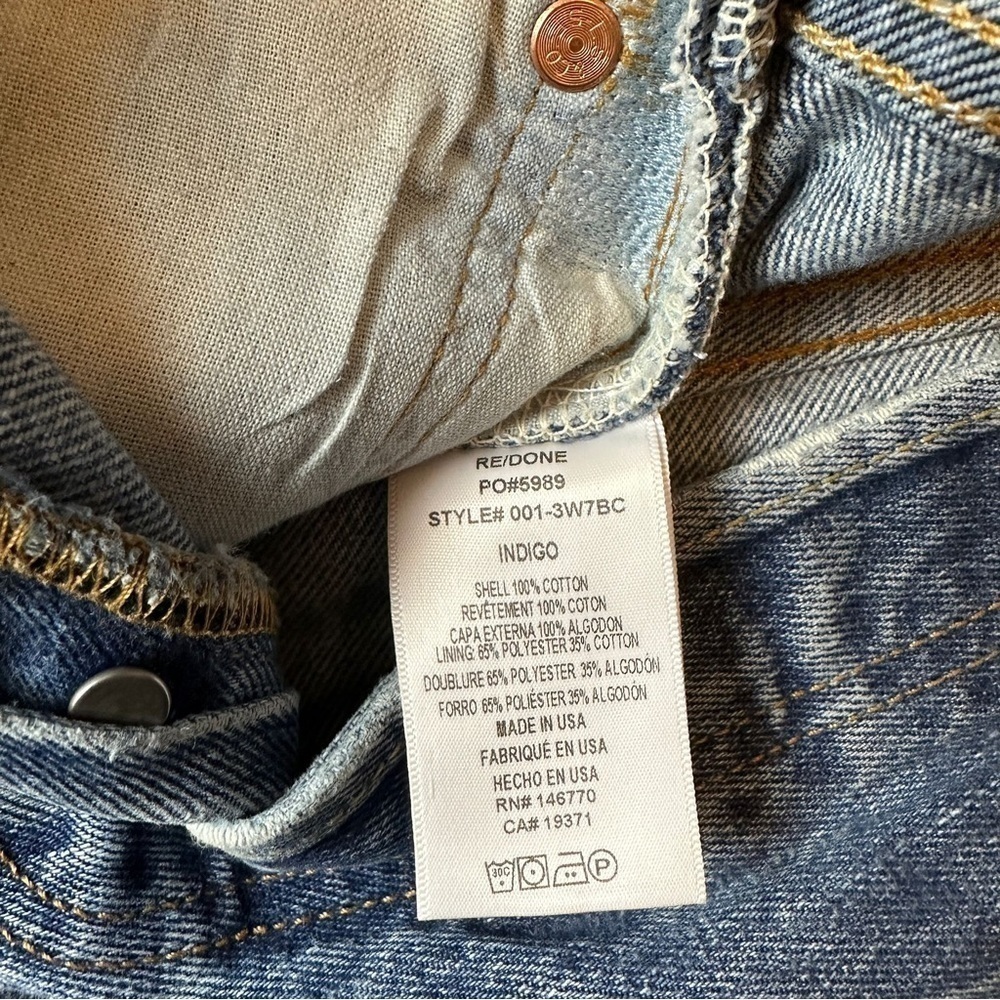 RE/DONE
PO#5989
STYLE# 001-3W7BC
INDIGO
SHELL 100% COTTON
REVÊTEMENT 100% COTON
CAPA EXTERNA 100% ALGODON
LINING: 65% POLYESTER 35% COTTON
DOUBLURE 65% POLYESTER 35% ALGODÓN
FORRO 65% POLIÉSTER 35% ALGODÓN
MADE IN USA
FABRIQUÉ EN USA
HECHO EN USA
RN# 146770
CA# 19371
30C P